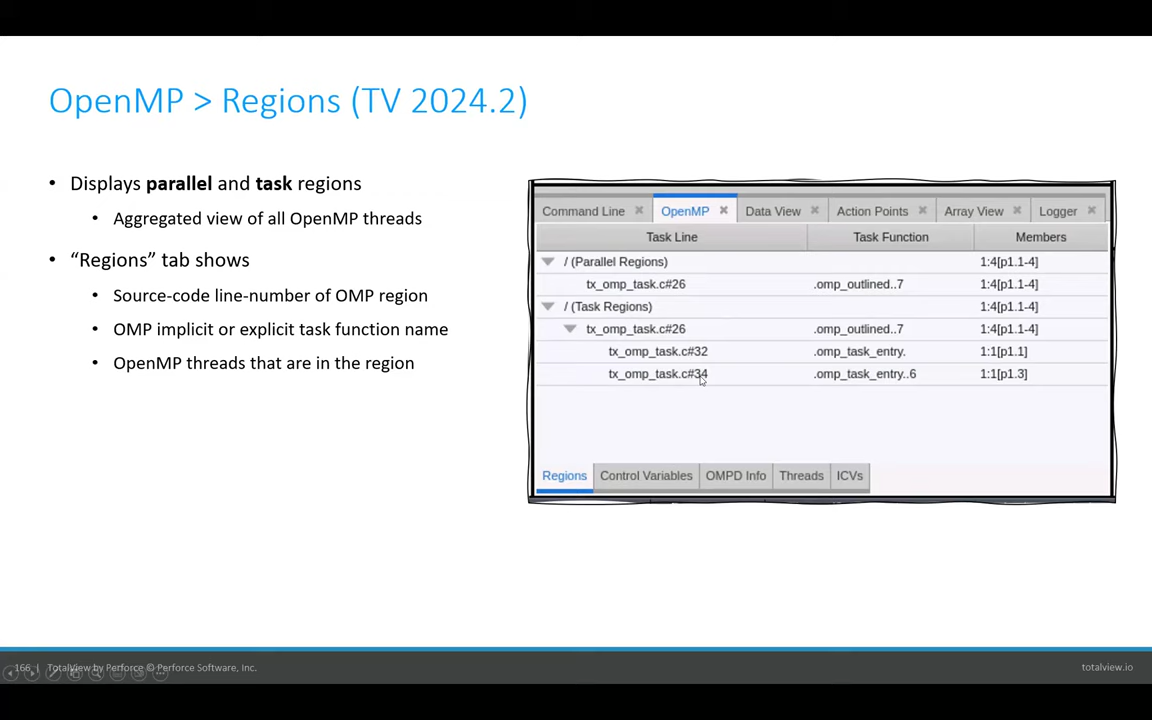 OpenMP > Regions (TV 2024.2)
• Displays parallel and task regions
• Aggregated view of all OpenMP threads
• “Regions” tab shows
• Source-code line-number of OMP region
• OMP implicit or explicit task function name
• OpenMP threads that are in the region
Command Line OpenMP Data View Action Points Array View Logger
Task Line Task Function Members
/ (Parallel Regions) 1:4[p1.1-4]
tx_omp_task.c#26 .omp_outlined..7 1:4[p1.1-4]
/ (Task Regions) 1:4[p1.1-4]
tx_omp_task.c#26 .omp_outlined..7 1:4[p1.1-4]
tx_omp_task.c#32 .omp_task_entry. 1:1[p1.1]
tx_omp_task.c#34 .omp_task_entry..6 1:1[p1.3]
Regions Control Variables OMPD Info Threads ICVs
166 | TotalView by Perforce © Perforce Software, Inc. totalview.io